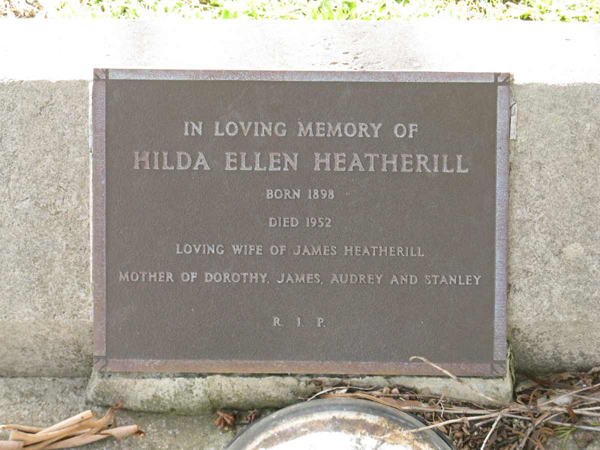 IN LOVING MEMORY OF
HILDA ELLEN HEATHERILL
BORN 1898
DIED 1952
LOVING WIFE OF JAMES HEATHERILL
MOTHER OF DOROTHY, JAMES, AUDREY AND STANLEY
R. I. P.